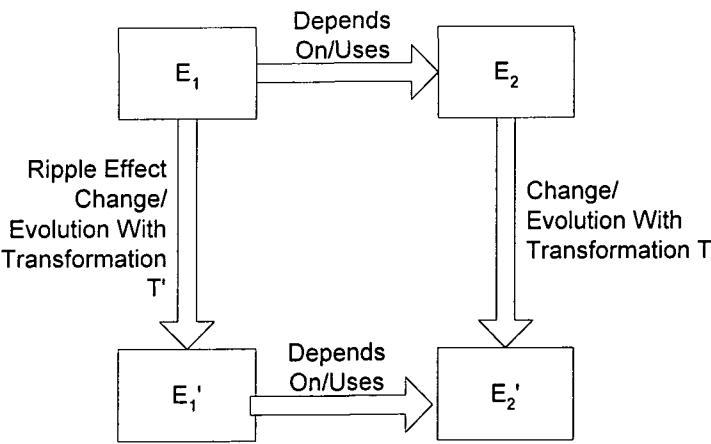 Depends
On/Uses
E₁
E₂
Ripple Effect
Change/
Evolution With
Transformation
T'
Change/
Evolution With
Transformation T
Depends
On/Uses
E₁'
E₂'